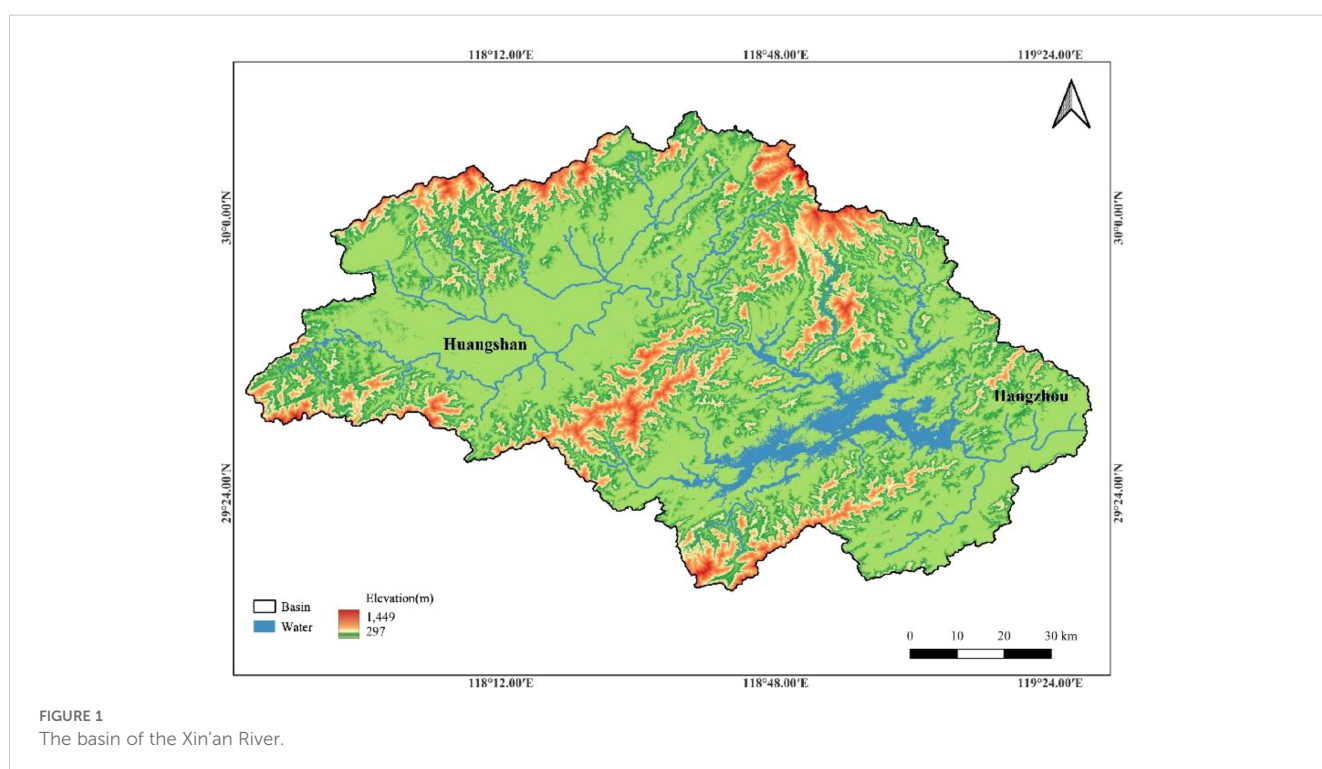 118°12.00′E 118°48.00′E 119°24.00′E
30°0.00′N 30°0.00′N
Huangshan
Hangzhou
29°24.00′N 29°24.00′N
Elevation(m)
Basin 1,449
Water 297
0 10 20 30 km
118°12.00′E 118°48.00′E 119°24.00′E
FIGURE 1
The basin of the Xin’an River.